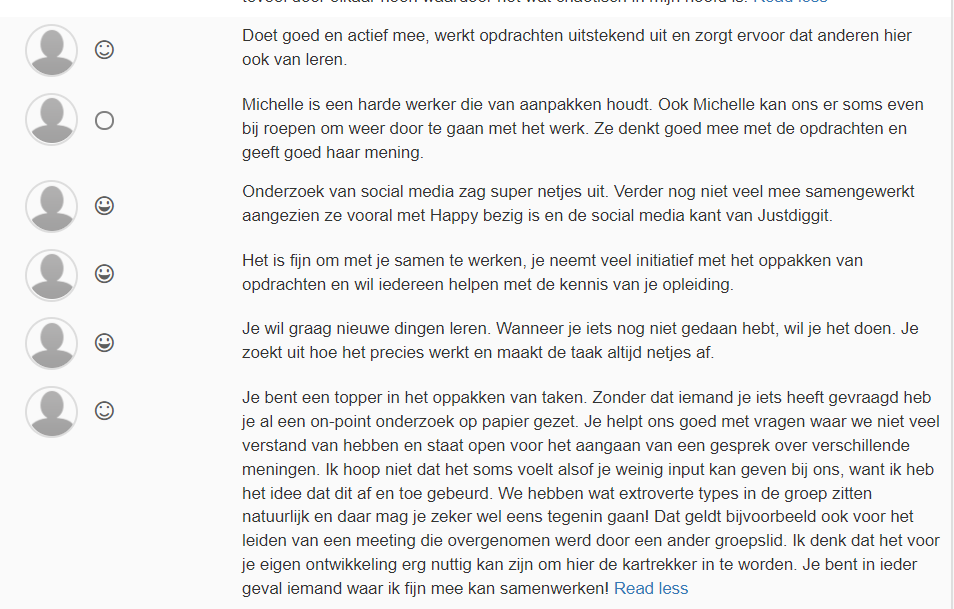 Doet goed en actief mee, werkt opdrachten uitstekend uit en zorgt ervoor dat anderen hier
ook van leren.
Michelle is een harde werker die van aanpakken houdt. Ook Michelle kan ons er soms even
bij roepen om weer door te gaan met het werk. Ze denkt goed mee met de opdrachten en
geeft goed haar mening.
Onderzoek van social media zag super netjes uit. Verder nog niet veel mee samengewerkt
aangezien ze vooral met Happy bezig is en de social media kant van Justdiggit.
Het is fijn om met je samen te werken, je neemt veel initiatief met het oppakken van
opdrachten en wil iedereen helpen met de kennis van je opleiding.
Je wil graag nieuwe dingen leren. Wanneer je iets nog niet gedaan hebt, wil je het doen. Je
zoekt uit hoe het precies werkt en maakt de taak altijd netjes af.
Je bent een topper in het oppakken van taken. Zonder dat iemand je iets heeft gevraagd heb
je al een on-point onderzoek op papier gezet. Je helpt ons goed met vragen waar we niet veel
verstand van hebben en staat open voor het aangaan van een gesprek over verschillende
meningen. Ik hoop niet dat het soms voelt alsof je weinig input kan geven bij ons, want ik heb
het idee dat dit af en toe gebeurd. We hebben wat extroverte types in de groep zitten
natuurlijk en daar mag je zeker wel eens tegenin gaan! Dat geldt bijvoorbeeld ook voor het
leiden van een meeting die overgenomen werd door een ander groepslid. Ik denk dat het voor
je eigen ontwikkeling erg nuttig kan zijn om hier de kartrekker in te worden. Je bent in ieder
geval iemand waar ik fijn mee kan samenwerken! Read less